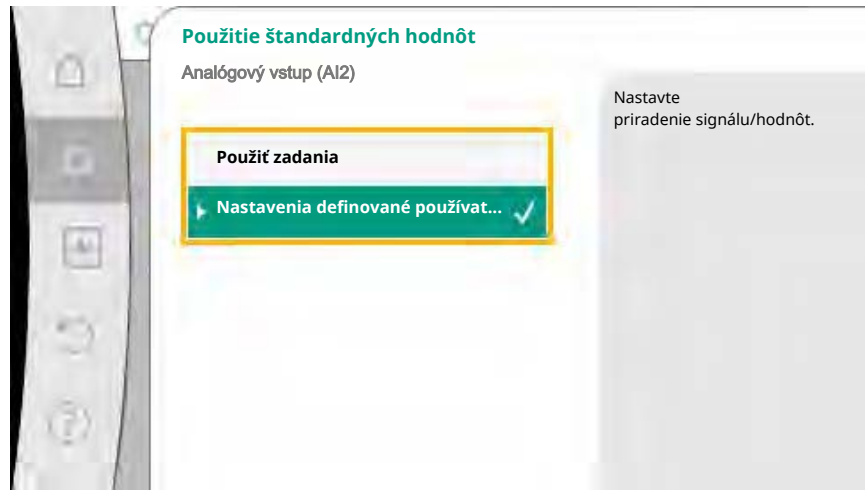 Použitie štandardných hodnôt
Analógový vstup (AI2)
Nastavte
priradenie signálu/hodnôt.
Použiť zadania
Nastavenia definované používat...